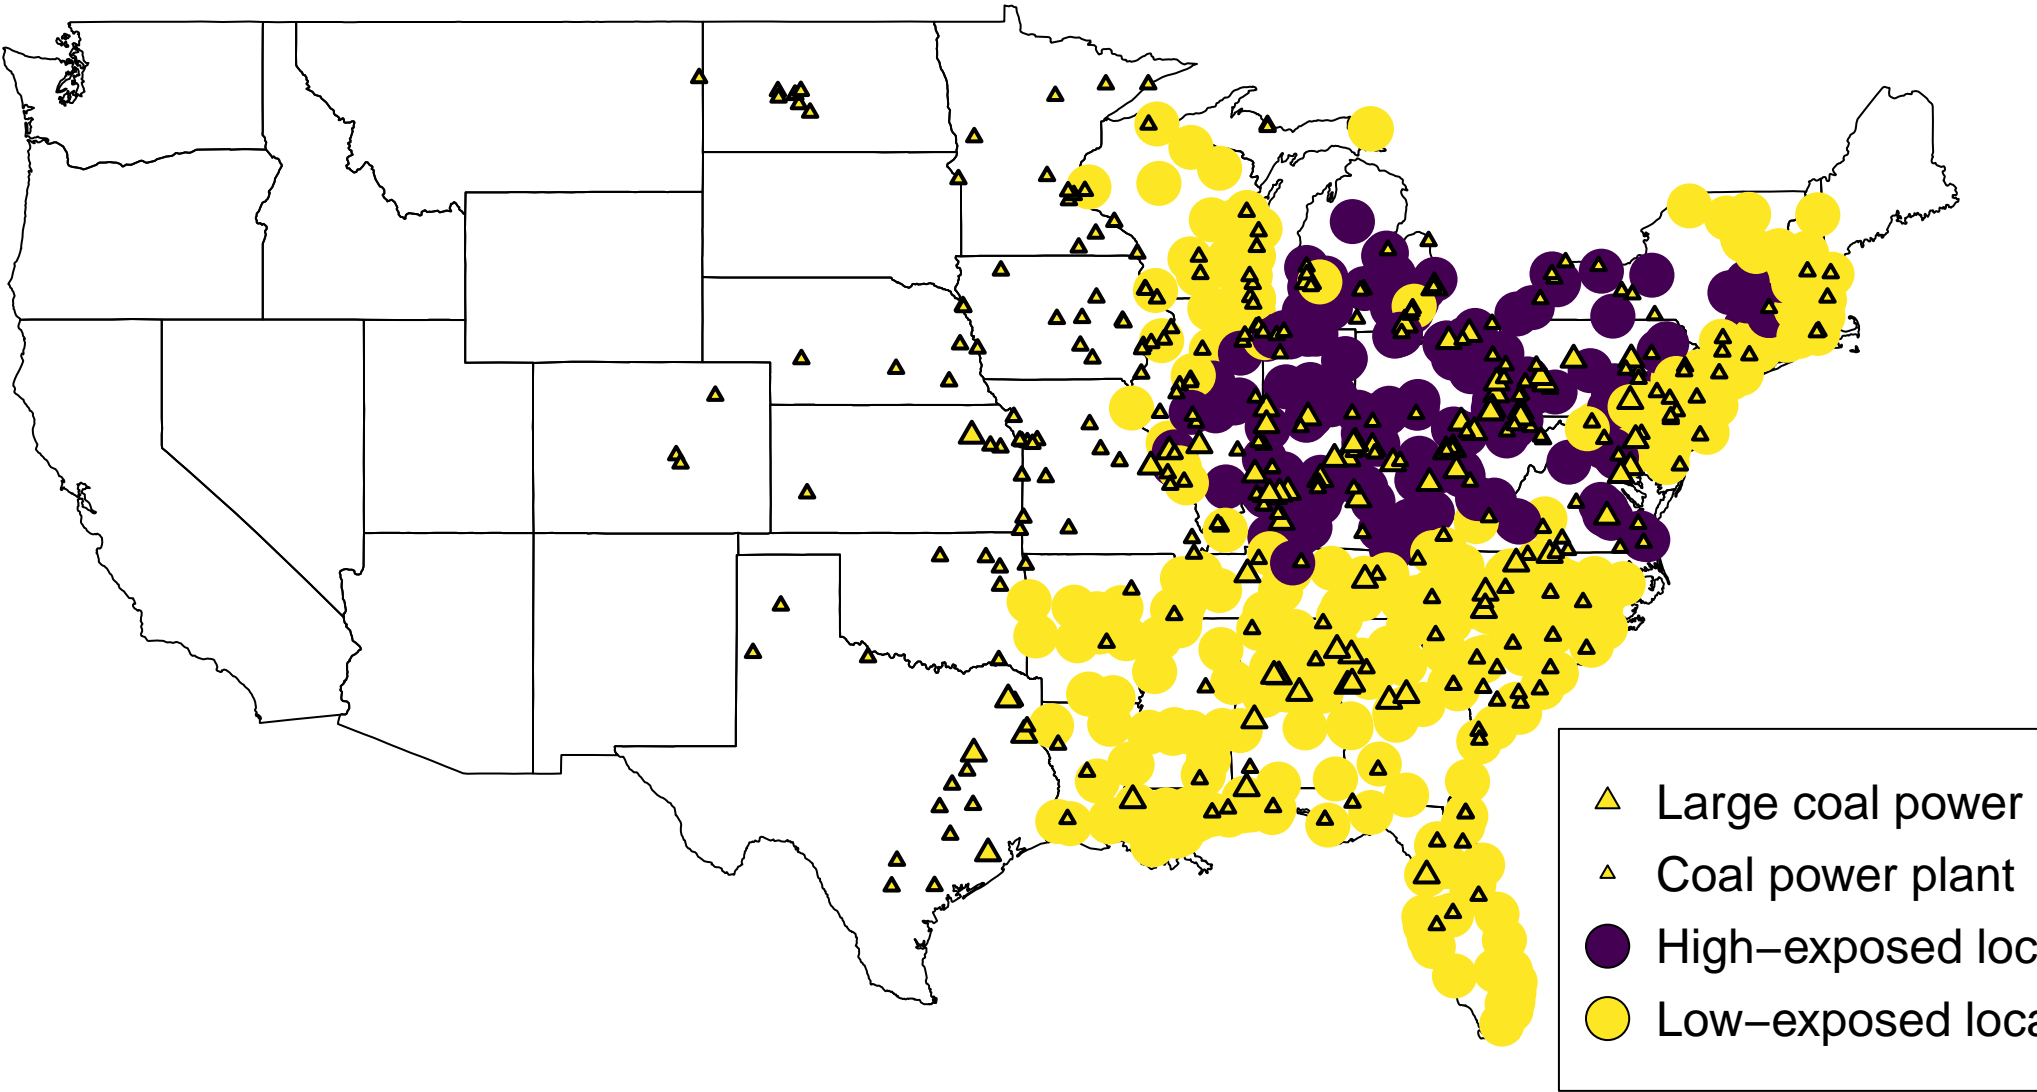 Large coal power
Coal power plant
High−exposed loc
Low−exposed loca